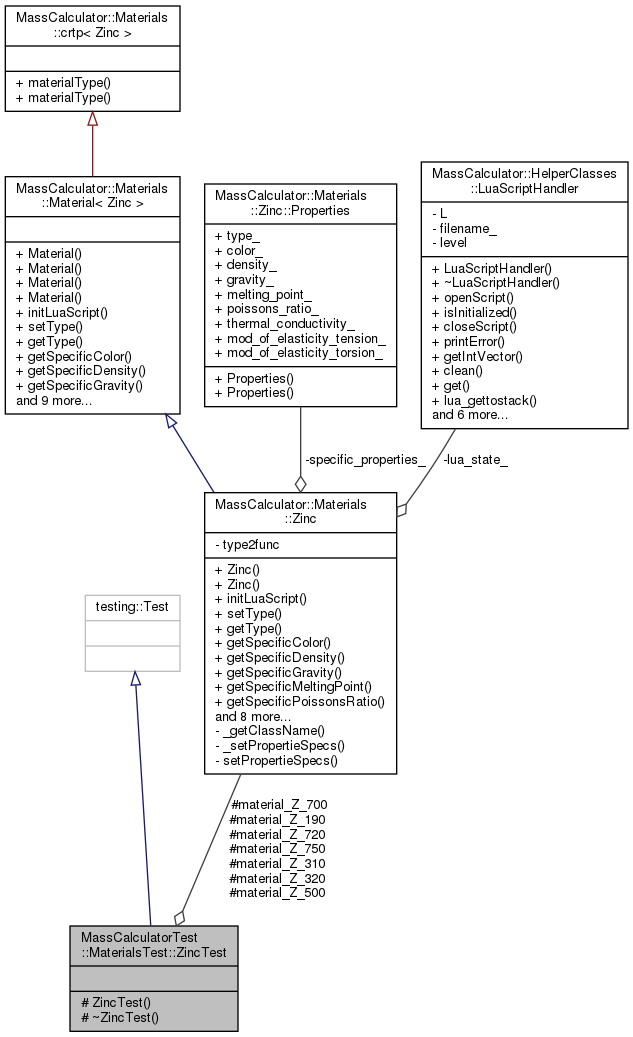 MassCalculator::Materials
::crtp< Zinc >
+ materialType()
+ materialType()
MassCalculator::Materials
::Material< Zinc >
+ Material()
+ Material()
+ Material()
+ Material()
+ initLuaScript()
+ setType()
+ getType()
+ getSpecificColor()
+ getSpecificDensity()
+ getSpecificGravity()
and 9 more...
MassCalculator::Materials
::Zinc::Properties
+ type_
+ color_
+ density_
+ gravity_
+ melting_point_
+ poissons_ratio_
+ thermal_conductivity_
+ mod_of_elasticity_tension_
+ mod_of_elasticity_torsion_
+ Properties()
+ Properties()
MassCalculator::HelperClasses
::LuaScriptHandler
- L
- filename_
- level
+ LuaScriptHandler()
+ ~LuaScriptHandler()
+ openScript()
+ isInitialized()
+ closeScript()
+ printError()
+ getIntVector()
+ clean()
+ get()
+ lua_gettostack()
and 6 more...
-specific_properties_
-lua_state_
MassCalculator::Materials
::Zinc
- type2func
+ Zinc()
+ Zinc()
+ initLuaScript()
+ setType()
+ getType()
+ getSpecificColor()
+ getSpecificDensity()
+ getSpecificGravity()
+ getSpecificMeltingPoint()
+ getSpecificPoissonsRatio()
and 8 more...
- _getClassName()
- _setPropertieSpecs()
- setPropertieSpecs()
testing::Test
#material_Z_700
#material_Z_190
#material_Z_720
#material_Z_750
#material_Z_310
#material_Z_320
#material_Z_500
MassCalculatorTest
::MaterialsTest::ZincTest
# ZincTest()
# ~ZincTest()